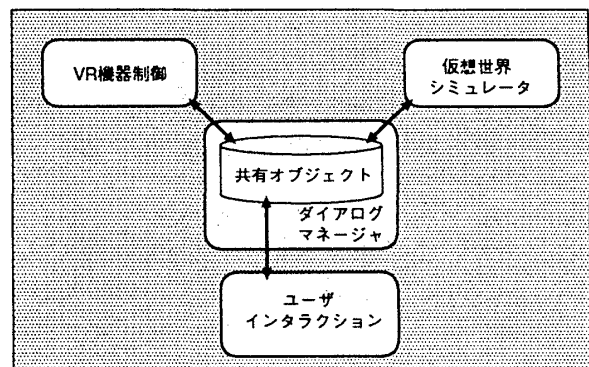 VR機器制御
仮想世界
シミュレータ
共有オブジェクト
ダイアログ
マネージャ
ユーザ
インタラクション